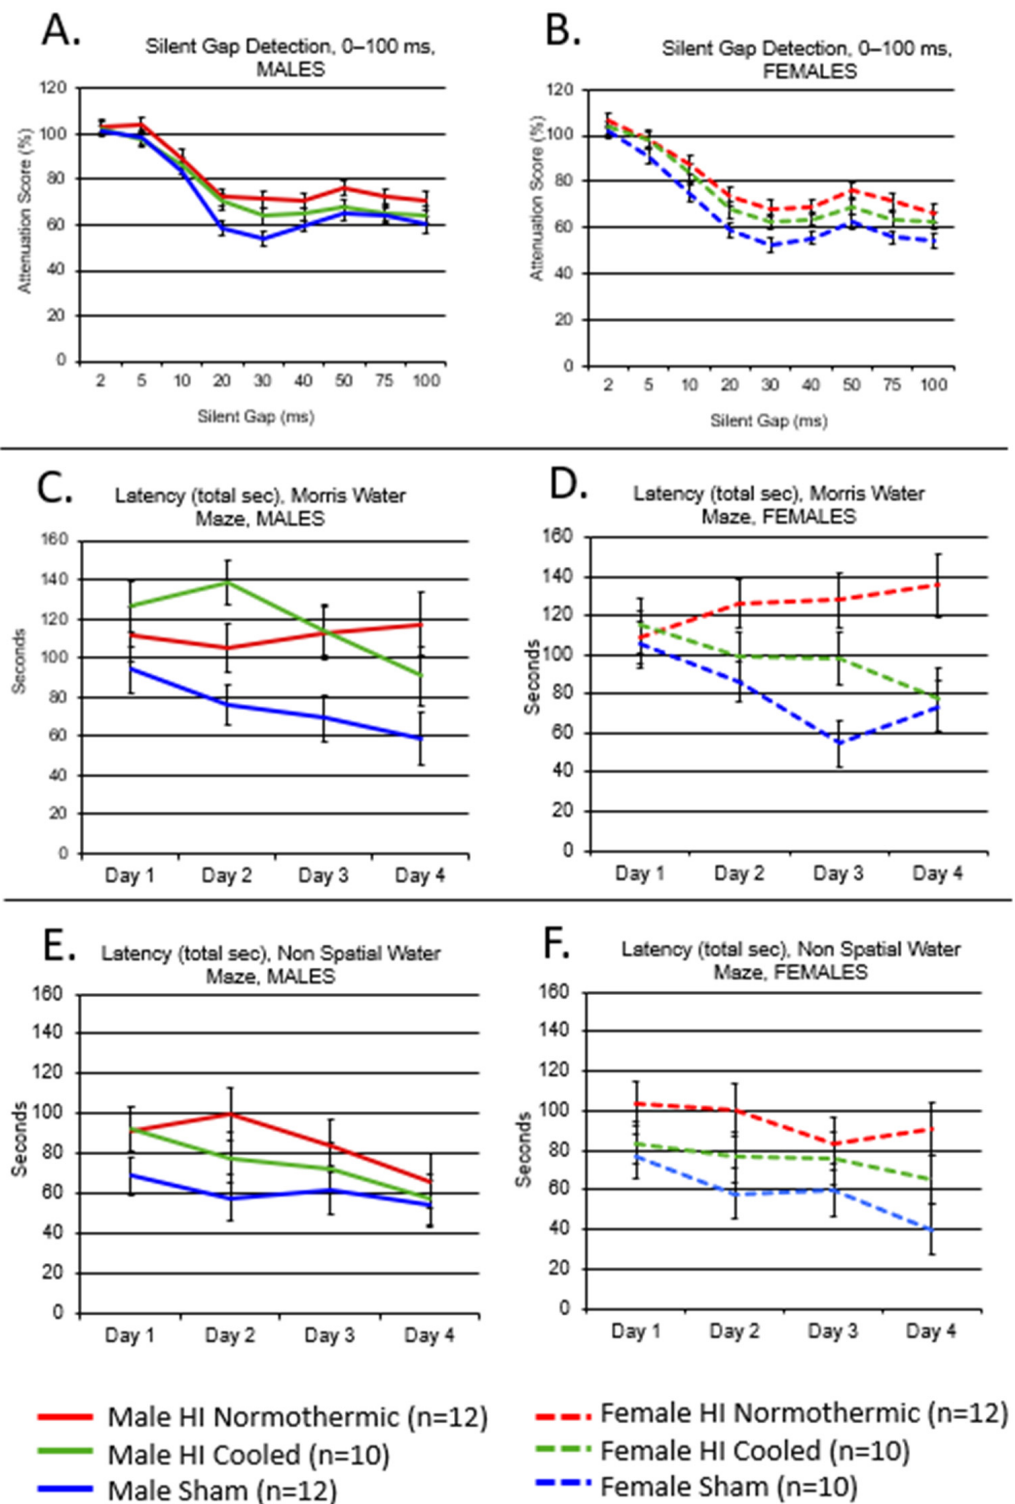 A.
Silent Gap Detection, 0–100 ms,
MALES
Attenuation Score (%)
120
100
80
60
40
20
0
2 5 10 20 30 40 50 75 100
Silent Gap (ms)
B.
Silent Gap Detection, 0–100 ms,
FEMALES
Attenuation Score (%)
120
100
80
60
40
20
0
2 5 10 20 30 40 50 75 100
Silent Gap (ms)
C.
Latency (total sec), Morris Water
Maze, MALES
Seconds
160
140
120
100
80
60
40
20
0
Day 1 Day 2 Day 3 Day 4
D.
Latency (total sec), Morris Water
Maze, FEMALES
Seconds
160
140
120
100
80
60
40
20
0
Day 1 Day 2 Day 3 Day 4
E.
Latency (total sec), Non Spatial Water
Maze, MALES
Seconds
160
140
120
100
80
60
40
20
0
Day 1 Day 2 Day 3 Day 4
F.
Latency (total sec), Non Spatial Water
Maze, FEMALES
Seconds
160
140
120
100
80
60
40
20
0
Day 1 Day 2 Day 3 Day 4
Male HI Normothermic (n=12)
Male HI Cooled (n=10)
Male Sham (n=12)
Female HI Normothermic (n=12)
Female HI Cooled (n=10)
Female Sham (n=10)